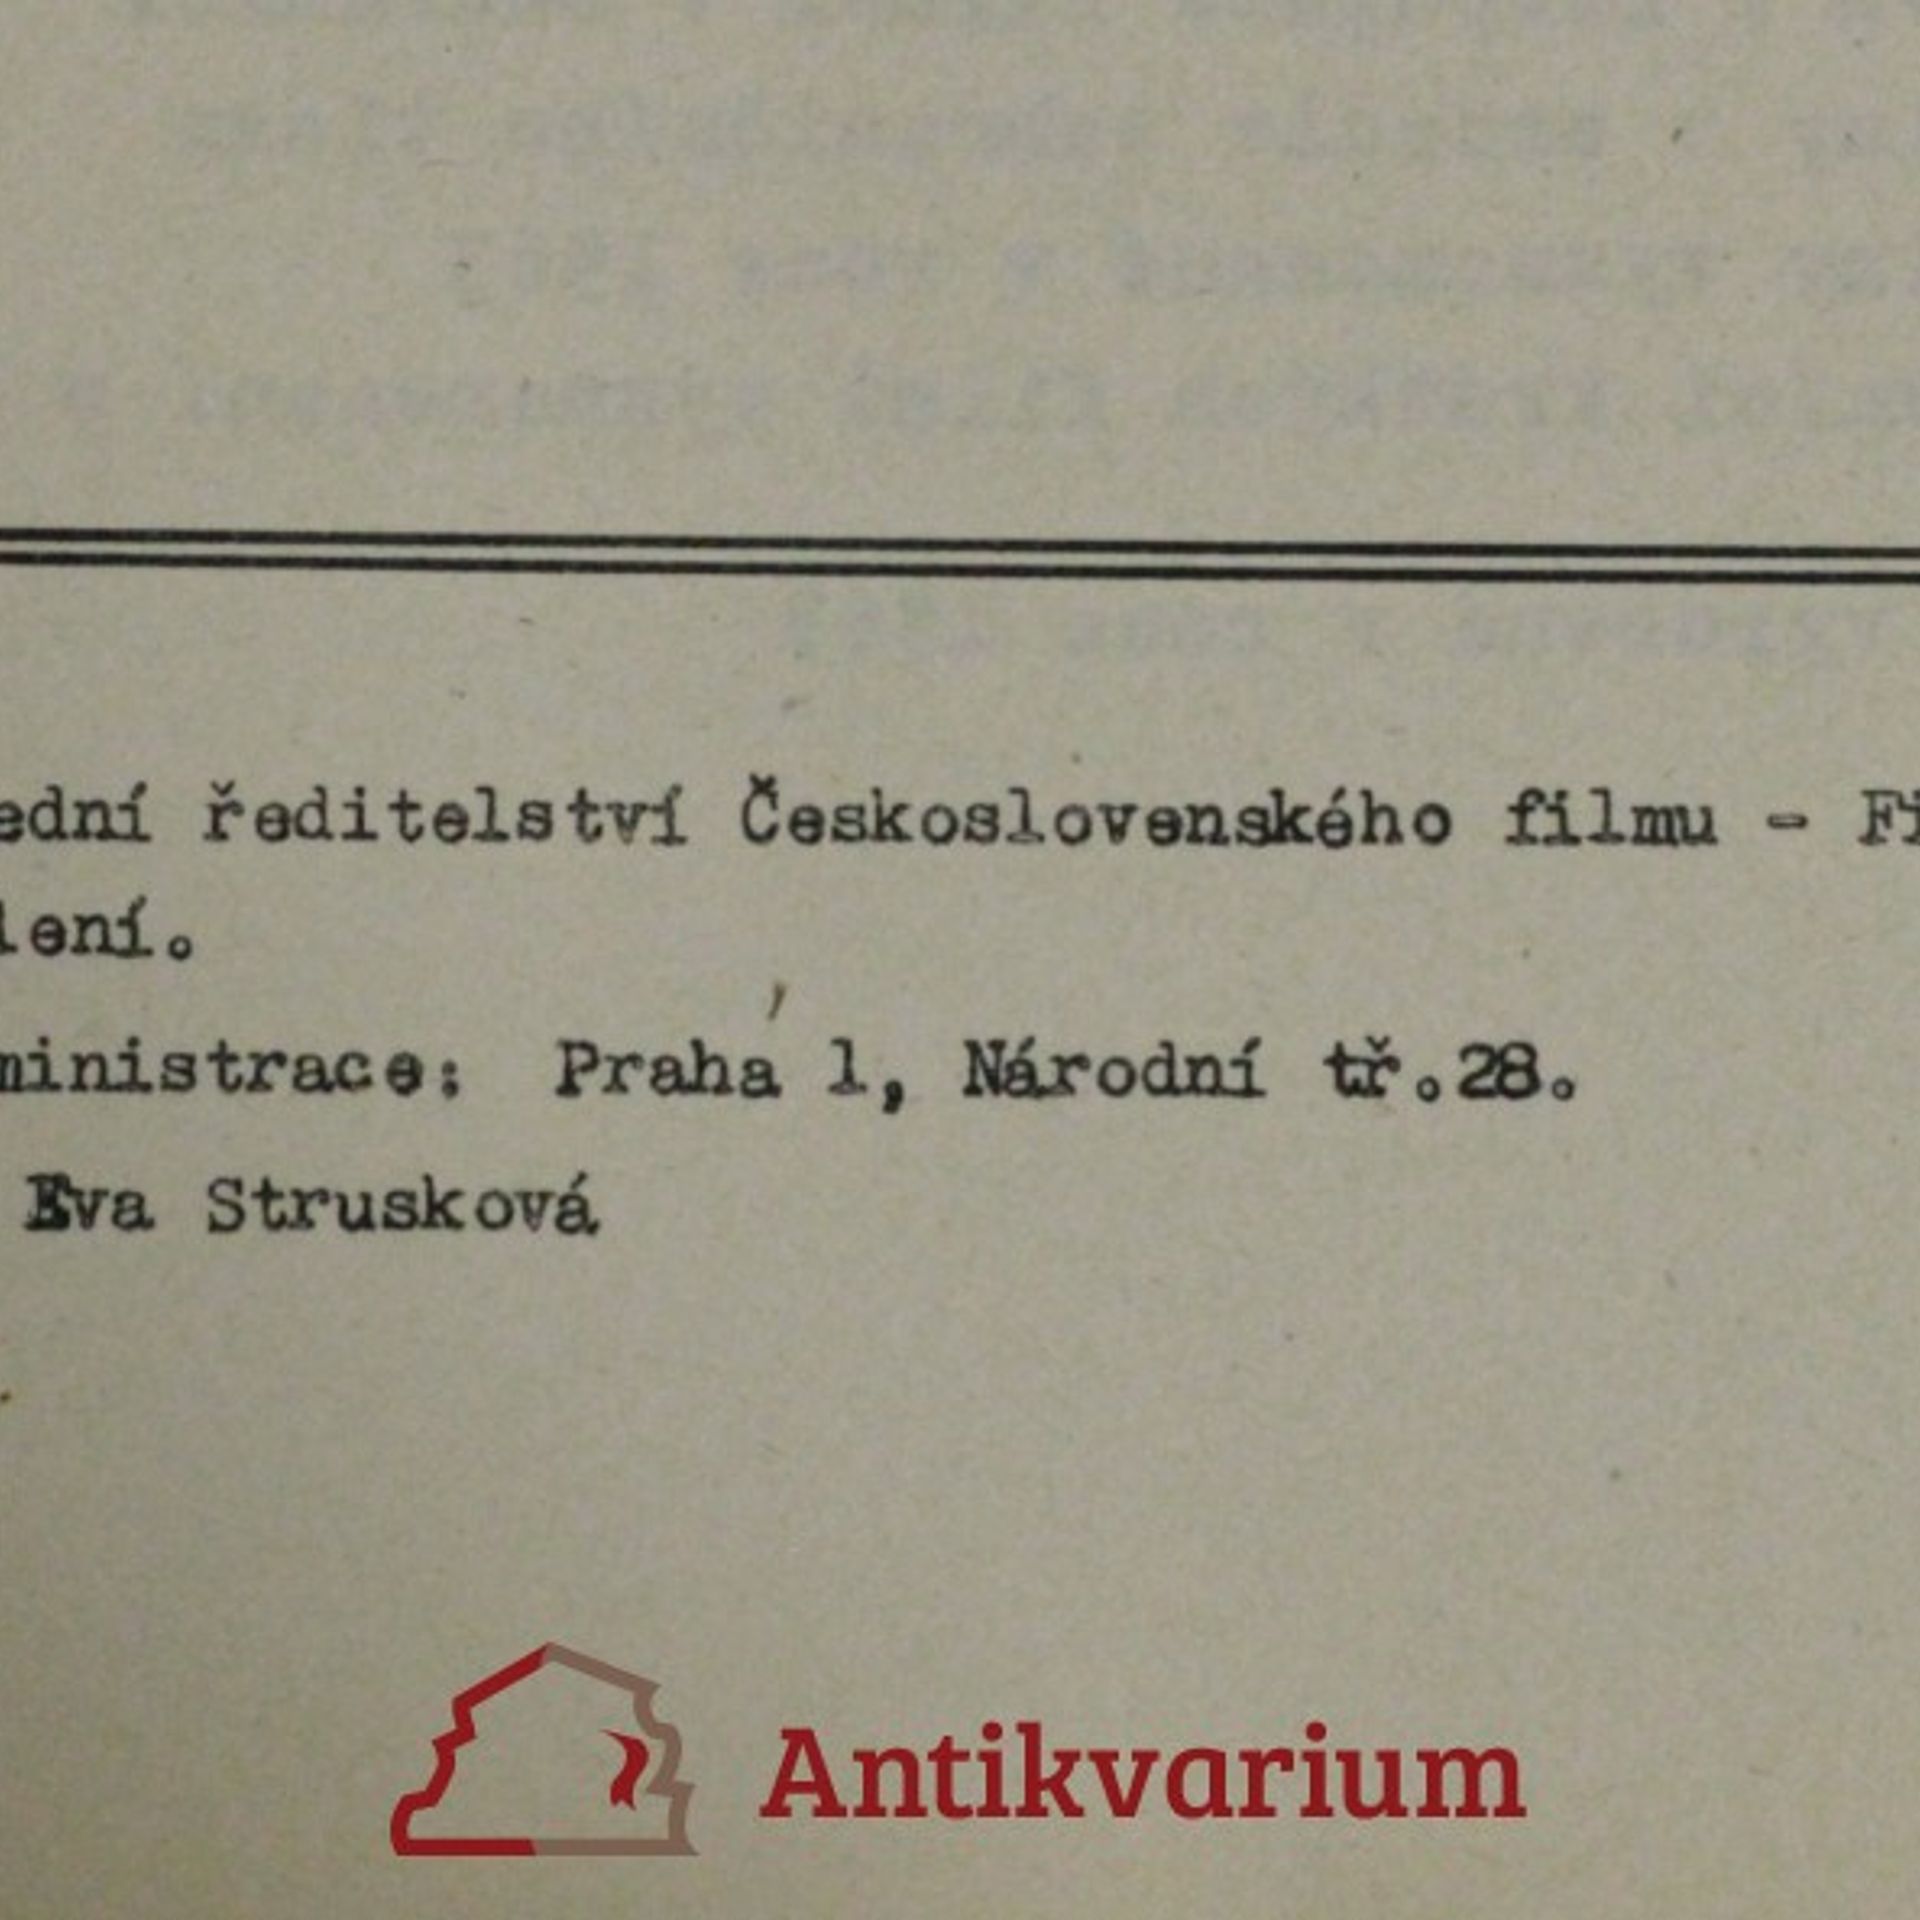 ední ředitelství Československého filmu - Fi
lení.
ministrace: Praha 1, Národní tř.28.
Eva Strusková
Antikvarium